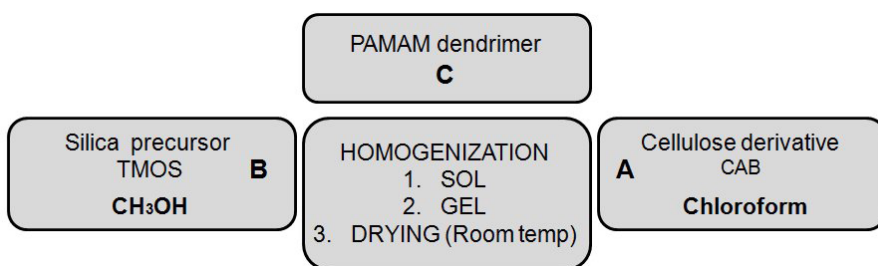 PAMAM dendrimer
C
Silica precursor
TMOS B
CH₃OH
HOMOGENIZATION
1. SOL
2. GEL
3. DRYING (Room temp)
Cellulose derivative
A CAB
Chloroform